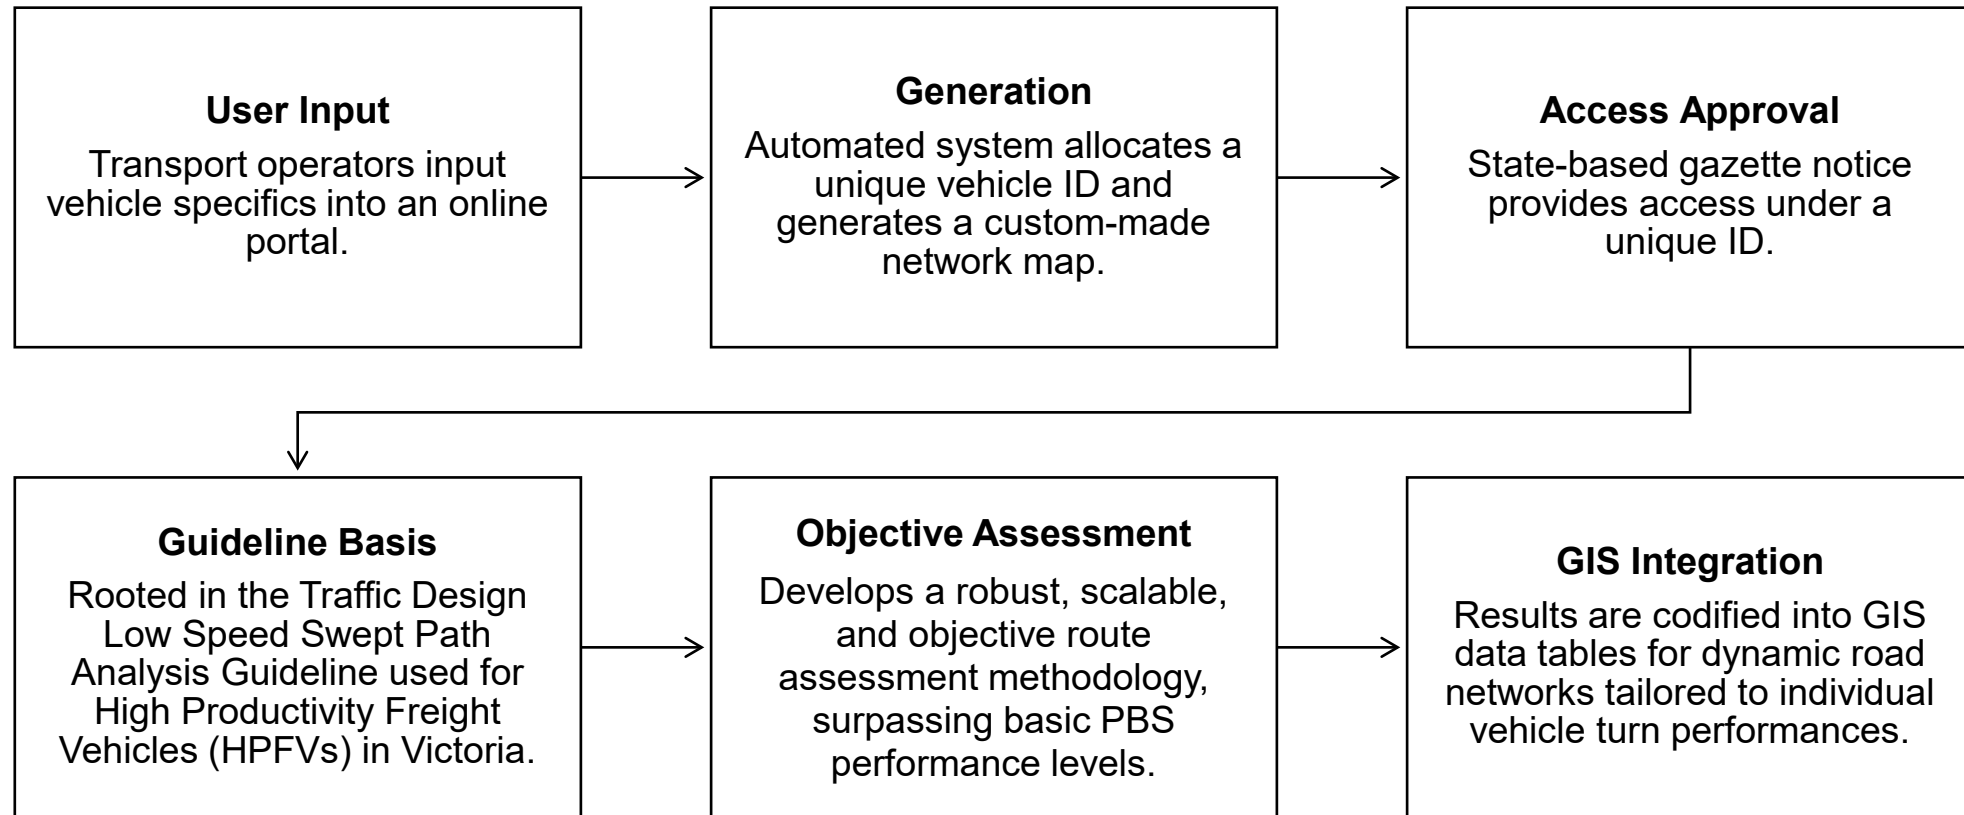 User Input
Transport operators input
vehicle specifics into an online
portal.
Generation
Automated system allocates a
unique vehicle ID and
generates a custom-made
network map.
Access Approval
State-based gazette notice
provides access under a
unique ID.
Guideline Basis
Rooted in the Traffic Design
Low Speed Swept Path
Analysis Guideline used for
High Productivity Freight
Vehicles (HPFVs) in Victoria.
Objective Assessment
Develops a robust, scalable,
and objective route
assessment methodology,
surpassing basic PBS
performance levels.
GIS Integration
Results are codified into GIS
data tables for dynamic road
networks tailored to individual
vehicle turn performances.